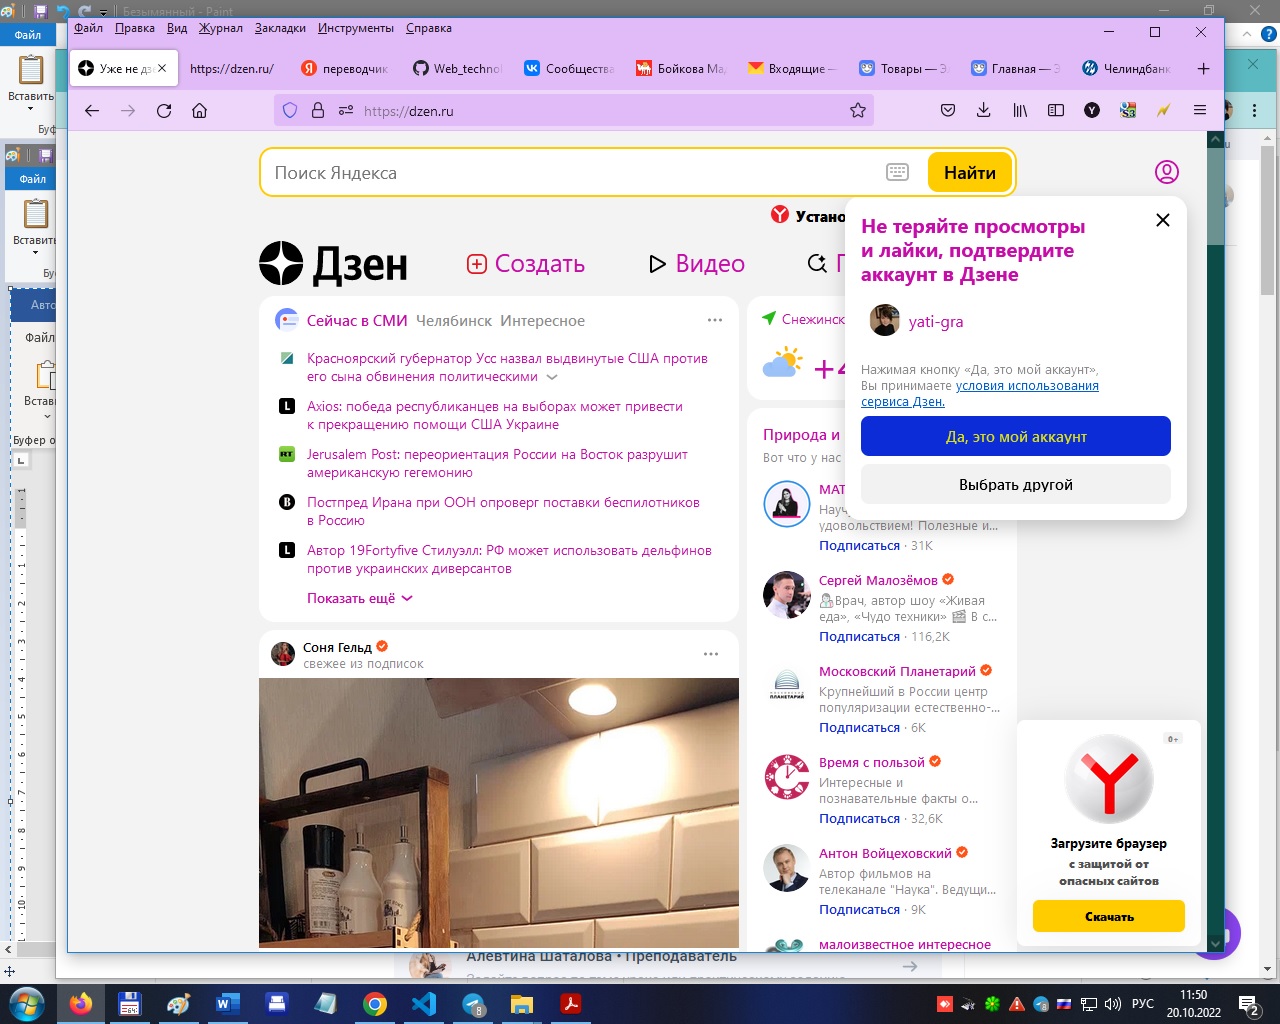 Безымянный - Paint
Файл
Вставить
Буф
Файл
Вставить
Буф
Авто
Файл
Встав
Буфер о
Файл Правка Вид Журнал Закладки Инструменты Справка
Уже не дзе
https://dzen.ru/
переводчик
Web_techno
Сообщества
Бойкова Ма
Входящие —
Товары — Э
Главная — Э
Челиндбанк
https://dzen.ru
Поиск Яндекса
Найти
Устано
Дзен
Создать
Видео
Сейчас в СМИ Челябинск Интересное
Красноярский губернатор Усс назвал выдвинутые США против
его сына обвинения политическими
Axios: победа республиканцев на выборах может привести
к прекращению помощи США Украине
Jerusalem Post: переориентация России на Восток разрушит
американскую гегемонию
Постпред Ирана при ООН опроверг поставки беспилотников
в Россию
Автор 19Fortyfive Стилуэлл: РФ может использовать дельфинов
против украинских диверсантов
Показать ещё
Соня Гельд
свежее из подписок
Снежинск
+4
Не теряйте просмотры
и лайки, подтвердите
аккаунт в Дзене
yati-gra
Нажимая кнопку «Да, это мой аккаунт»,
Вы принимаете условия использования
сервиса Дзен.
Да, это мой аккаунт
Выбрать другой
Природа и
Вот что у нас
МАТ
Науч
удовольствием! Полезные и...
Подписаться · 31K
Сергей Малозёмов
Врач, автор шоу «Живая
еда», «Чудо техники» В с...
Подписаться · 116,2K
Московский Планетарий
Крупнейший в России центр
популяризации естественно-...
Подписаться · 6K
Время с пользой
Интересные и
познавательные факты о...
Подписаться · 32,6K
Антон Войцеховский
Автор фильмов на
телеканале "Наука". Ведущи...
Подписаться · 9K
малоизвестное интересное
0+
Загрузите браузер
с защитой от
опасных сайтов
Скачать
Алевтина Шаталова • Преподаватель
РУС
11:50
20.10.2022
2